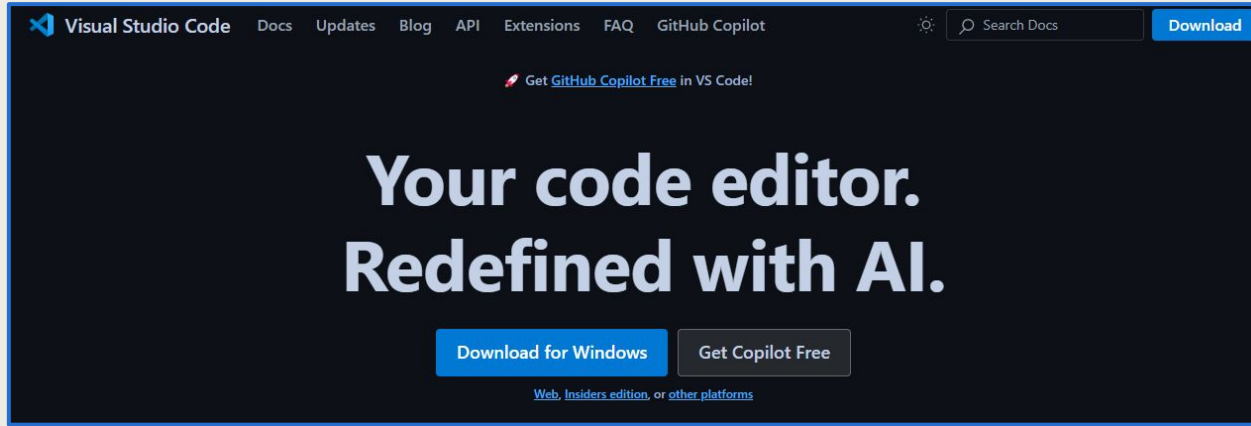 Visual Studio Code Docs Updates Blog API Extensions FAQ GitHub Copilot Search Docs Download
🚀 Get GitHub Copilot Free in VS Code!
Your code editor.
Redefined with AI.
Download for Windows Get Copilot Free
Web, Insiders edition, or other platforms